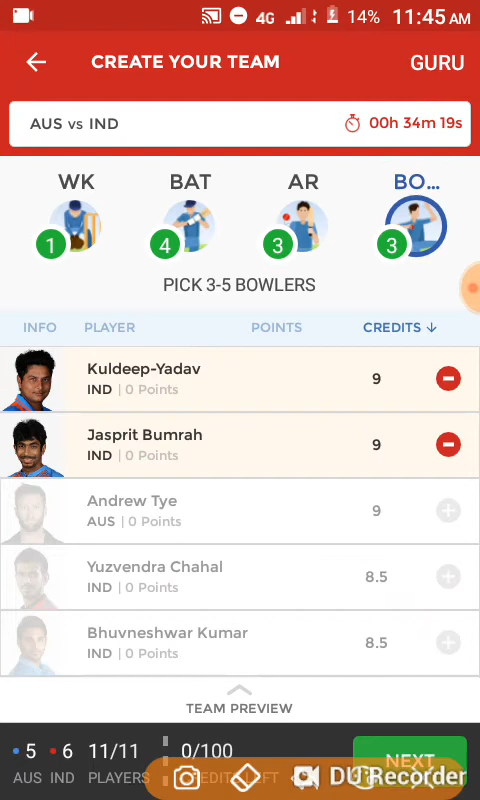 4G 14% 11:45 AM
CREATE YOUR TEAM GURU
AUS vs IND 00h 34m 19s
WK BAT AR BO...
1 4 3 3
PICK 3-5 BOWLERS
INFO PLAYER POINTS CREDITS ↓
Kuldeep-Yadav
IND | 0 Points 9
Jasprit Bumrah
IND | 0 Points 9
Andrew Tye
AUS | 0 Points 9
Yuzvendra Chahal
IND | 0 Points 8.5
Bhuvneshwar Kumar
IND | 0 Points 8.5
TEAM PREVIEW
5 6 11/11 0/100 NEXT
AUS IND PLAYERS CREDITS LEFT
DU Recorder